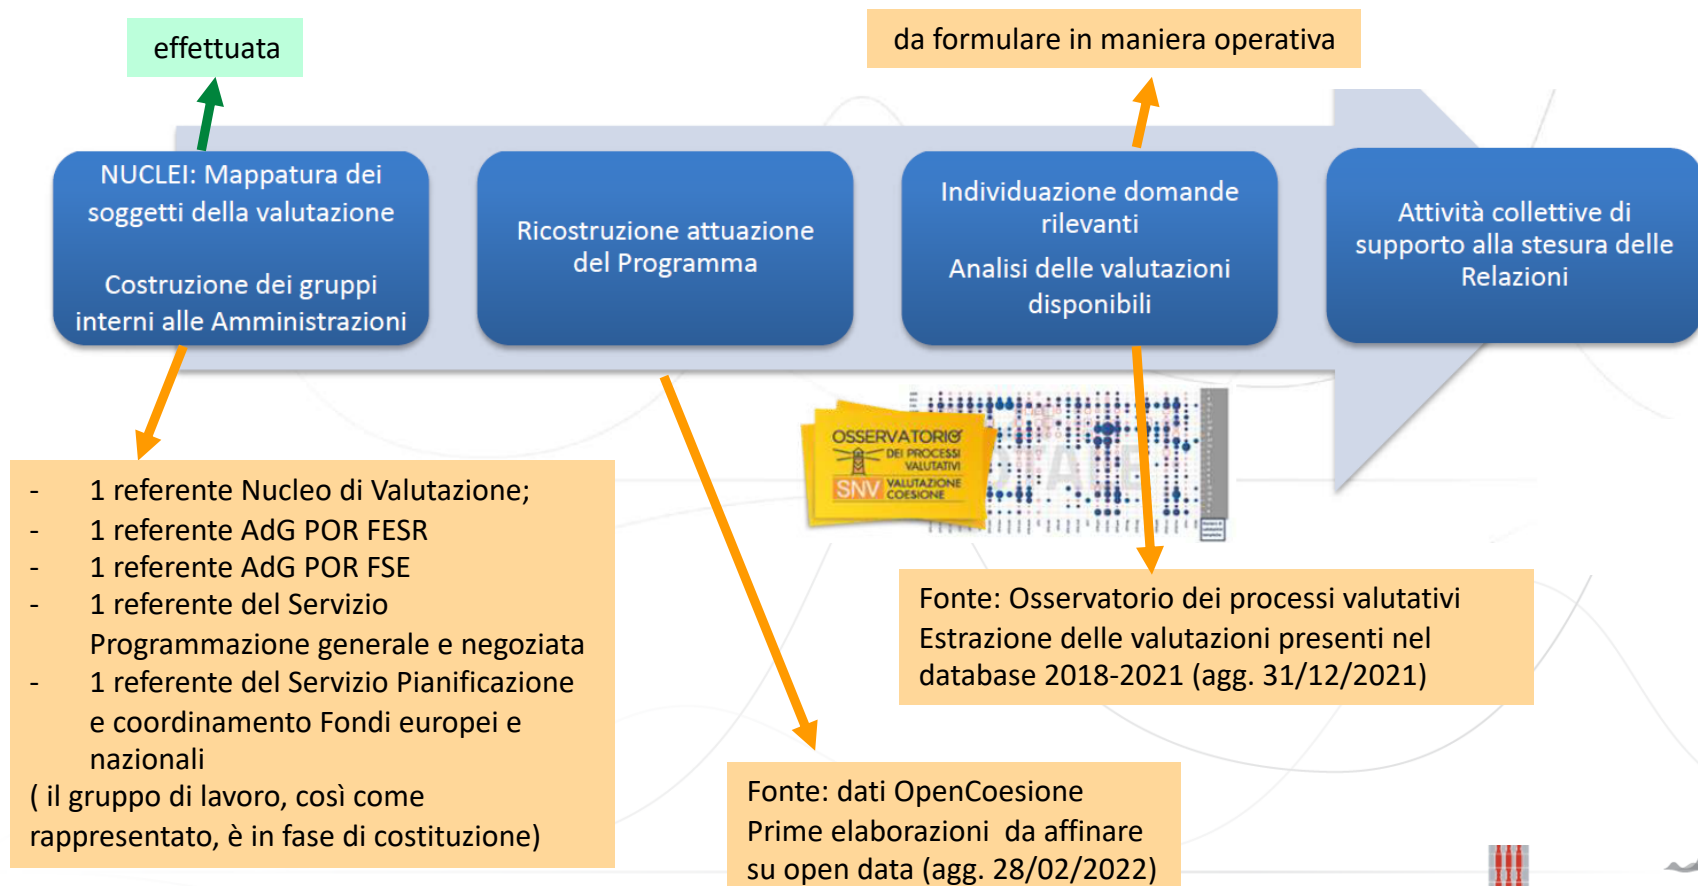 effettuata
da formulare in maniera operativa
NUCLEI: Mappatura dei
soggetti della valutazione
Costruzione dei gruppi
interni alle Amministrazioni
Ricostruzione attuazione
del Programma
Individuazione domande
rilevanti
Analisi delle valutazioni
disponibili
Attività collettive di
supporto alla stesura delle
Relazioni
OSSERVATORIO
DEI PROCESSI
VALUTATIVI
SNV VALUTAZIONE
COESIONE
- 1 referente Nucleo di Valutazione;
- 1 referente AdG POR FESR
- 1 referente AdG POR FSE
- 1 referente del Servizio
Programmazione generale e negoziata
- 1 referente del Servizio Pianificazione
e coordinamento Fondi europei e
nazionali
( il gruppo di lavoro, così come
rappresentato, è in fase di costituzione)
Fonte: Osservatorio dei processi valutativi
Estrazione delle valutazioni presenti nel
database 2018-2021 (agg. 31/12/2021)
Fonte: dati OpenCoesione
Prime elaborazioni da affinare
su open data (agg. 28/02/2022)